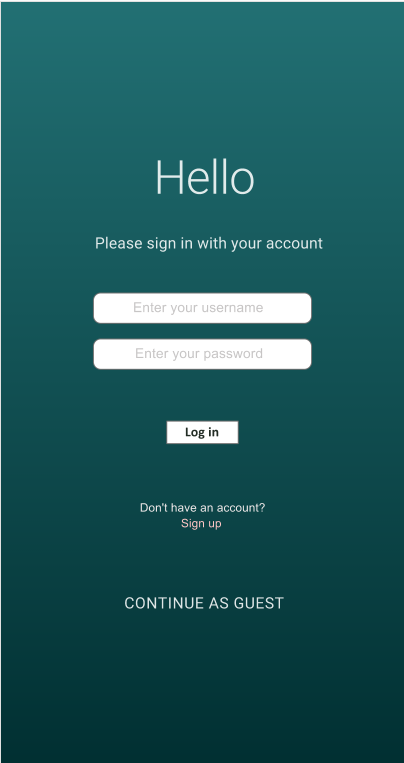 Hello
Please sign in with your account
Enter your username
Enter your password
Log in
Don't have an account?
Sign up
CONTINUE AS GUEST